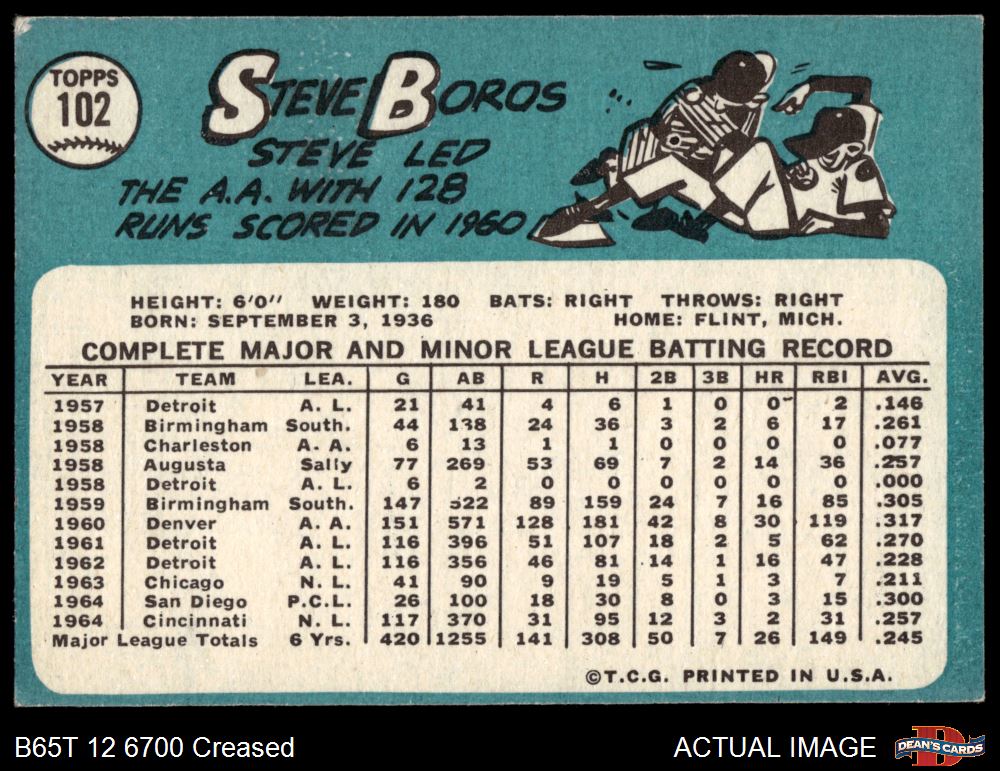 TOPPS
102
STEVE BOROS
STEVE LED
THE A.A. WITH 128
RUNS SCORED IN 1960
HEIGHT: 6'0" WEIGHT: 180 BATS: RIGHT THROWS: RIGHT
BORN: SEPTEMBER 3, 1936 HOME: FLINT, MICH.
COMPLETE MAJOR AND MINOR LEAGUE BATTING RECORD
YEAR TEAM LEA. G AB R H 2B 3B HR RBI AVG.
1957 Detroit A. L. 21 41 4 6 1 0 0 2 .146
1958 Birmingham South. 44 138 24 36 3 2 6 17 .261
1958 Charleston A. A. 6 13 1 1 0 0 0 0 .077
1958 Augusta Sally 77 269 53 69 7 2 14 36 .257
1958 Detroit A. L. 6 2 0 0 0 0 0 0 .000
1959 Birmingham South. 147 522 89 159 24 7 16 85 .305
1960 Denver A. A. 151 571 128 181 42 8 30 119 .317
1961 Detroit A. L. 116 396 51 107 18 2 5 62 .270
1962 Detroit A. L. 116 356 46 81 14 1 16 47 .228
1963 Chicago N. L. 41 90 9 19 5 1 3 7 .211
1964 San Diego P.C.L. 26 100 18 30 8 0 3 15 .300
1964 Cincinnati N. L. 117 370 31 95 12 3 2 31 .257
Major League Totals 6 Yrs. 420 1255 141 308 50 7 26 149 .245
©T.C.G. PRINTED IN U.S.A.
B65T 12 6700 Creased ACTUAL IMAGE
D
DEAN'S CARDS